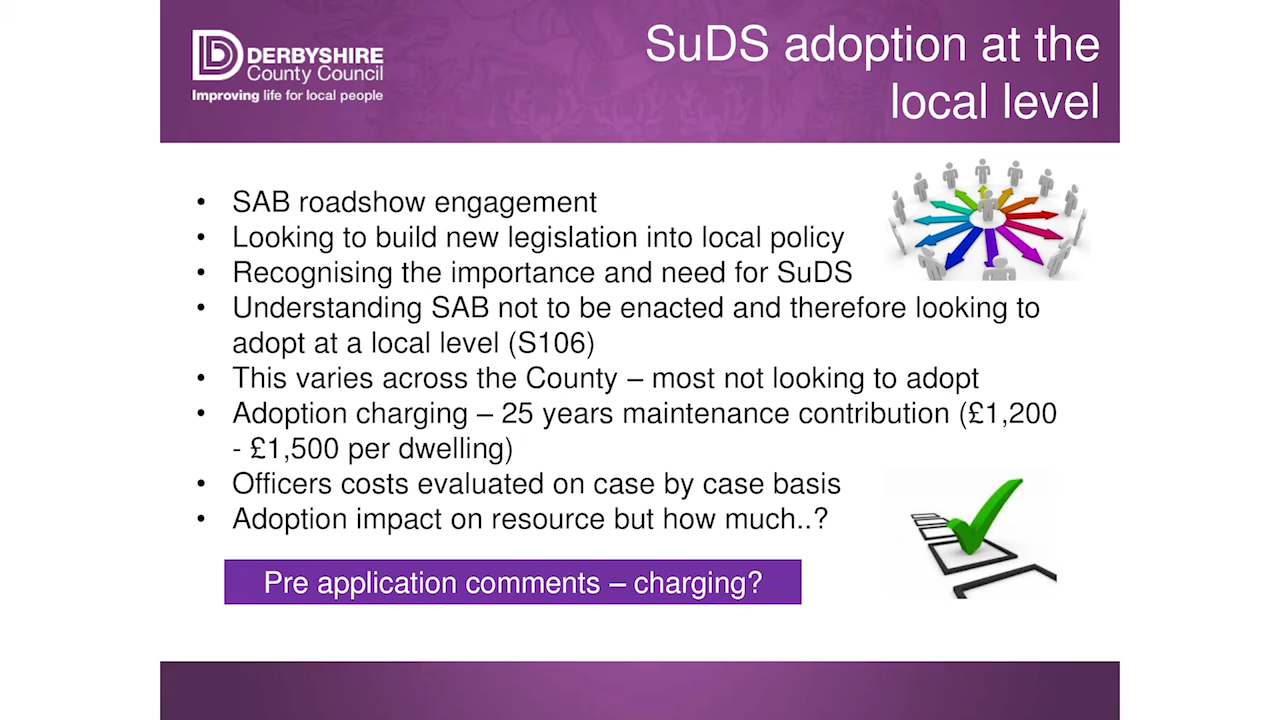 DERBYSHIRE
County Council
Improving life for local people
SuDS adoption at the
local level
• SAB roadshow engagement
• Looking to build new legislation into local policy
• Recognising the importance and need for SuDS
• Understanding SAB not to be enacted and therefore looking to
adopt at a local level (S106)
• This varies across the County – most not looking to adopt
• Adoption charging – 25 years maintenance contribution (£1,200
- £1,500 per dwelling)
• Officers costs evaluated on case by case basis
• Adoption impact on resource but how much..?
Pre application comments – charging?